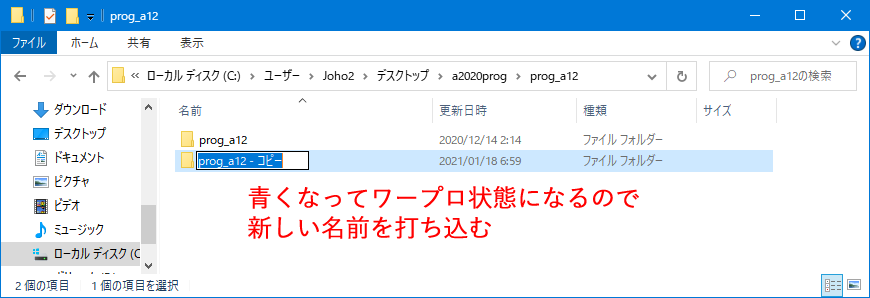 prog_a12
ファイル ホーム 共有 表示
« ローカル ディスク (C:) > ユーザー > Joho2 > デスクトップ > a2020prog > prog_a12
prog_a12の検索
名前 更新日時 種類 サイズ
ダウンロード
デスクトップ
ドキュメント
ピクチャ
ビデオ
ミュージック
ローカル ディスク (C
prog_a12 2020/12/14 2:14 ファイル フォルダー
prog_a12 - コピー 2021/01/18 6:59 ファイル フォルダー
青くなってワープロ状態になるので
新しい名前を打ち込む
2 個の項目 1 個の項目を選択